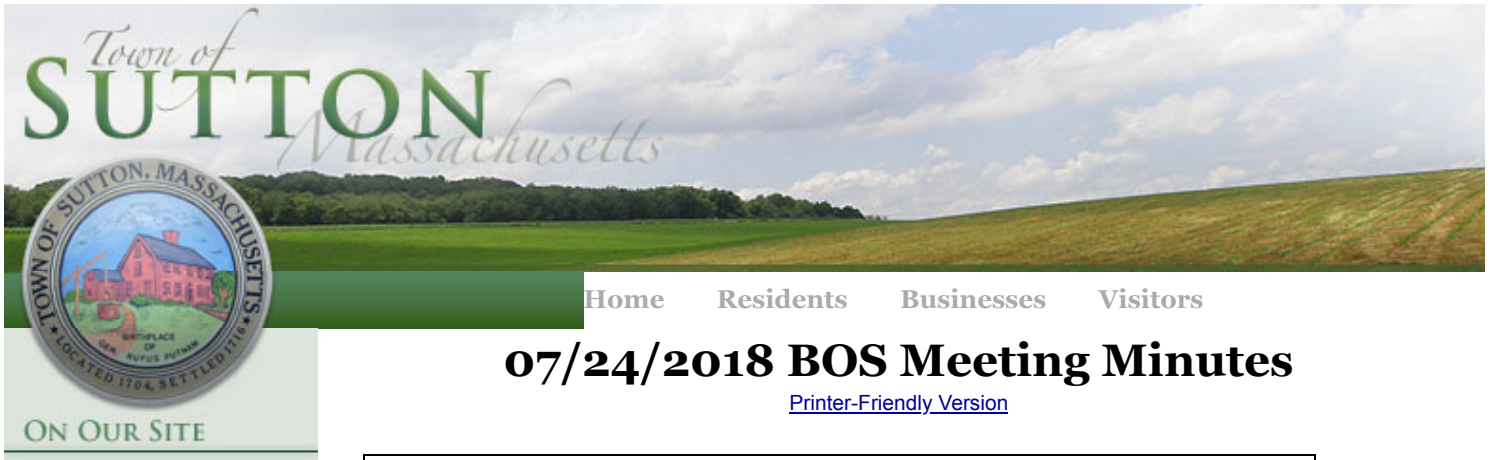 Town of
SUTTON
Massachusetts
TOWN OF SUTTON, MASSACHUSETTS
BIRTHPLACE
OF
GEN. RUFUS PUTNAM
★ LOCATED 1704, SETTLED 1716 ★
Home Residents Businesses Visitors
07/24/2018 BOS Meeting Minutes
Printer-Friendly Version
ON OUR SITE